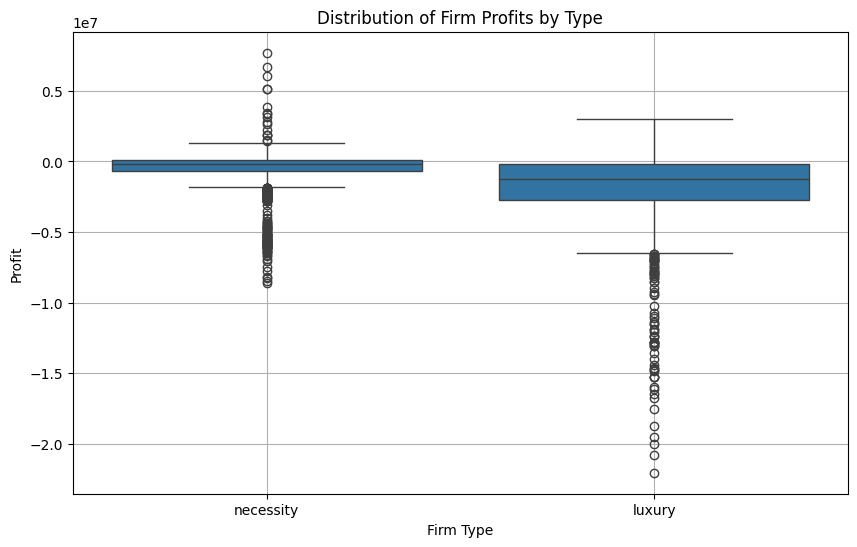 Distribution of Firm Profits by Type
1e7
0.5
0.0
−0.5
−1.0
−1.5
−2.0
Profit
necessity luxury
Firm Type